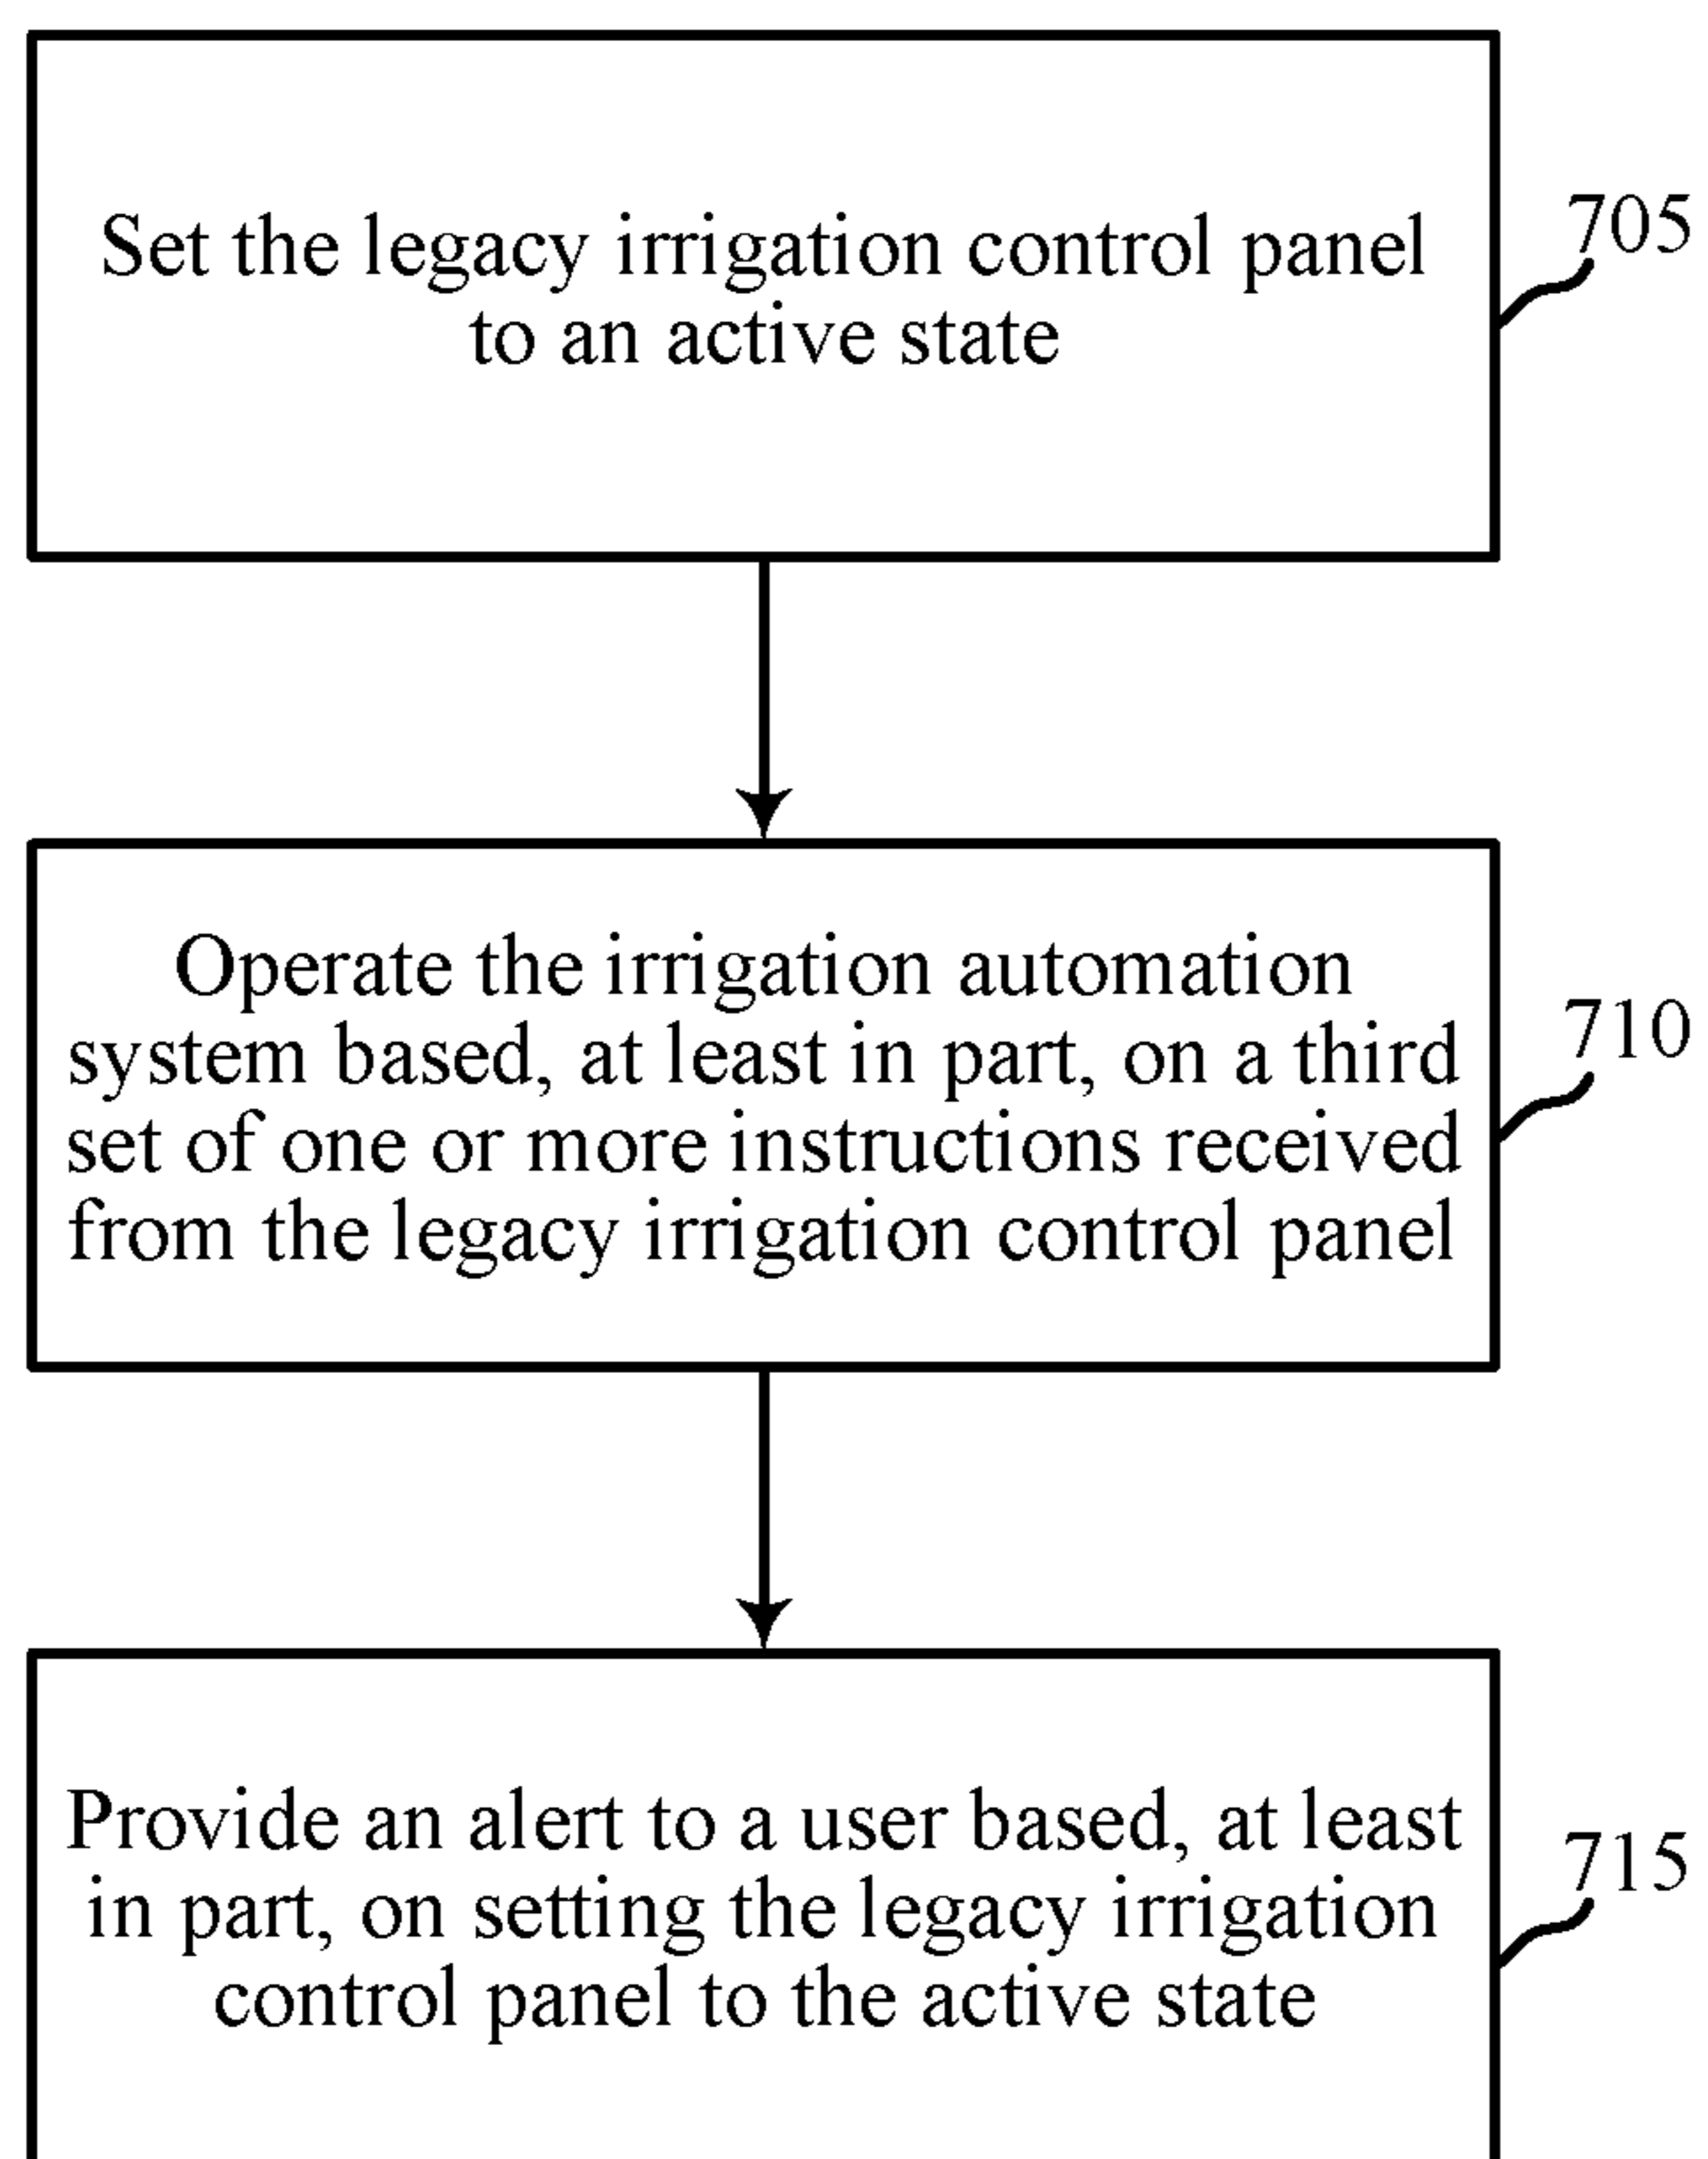 Set the legacy irrigation control panel
to an active state
705
Operate the irrigation automation
system based, at least in part, on a third
set of one or more instructions received
from the legacy irrigation control panel
710
Provide an alert to a user based, at least
in part, on setting the legacy irrigation
control panel to the active state
715